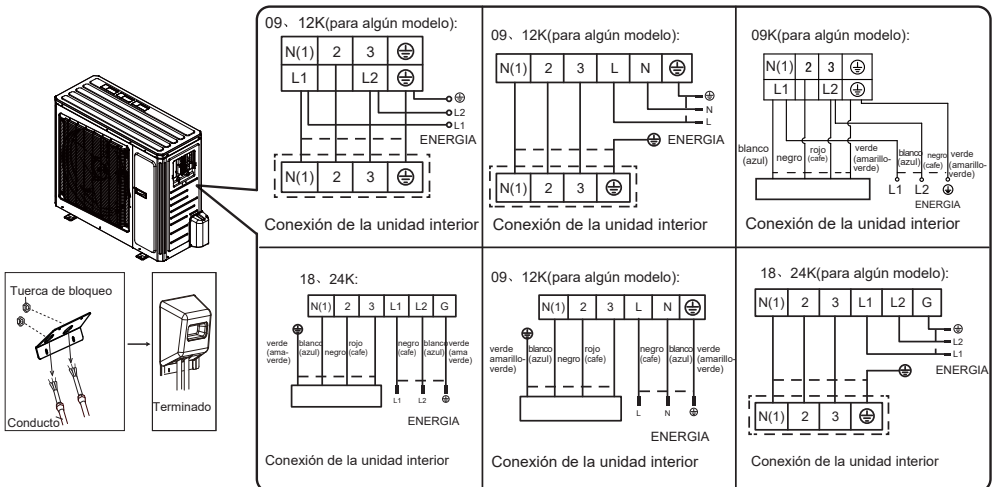 09、12K(para algún modelo):
N(1) 2 3
L1 L2
L2
L1
ENERGIA
N(1) 2 3
Conexión de la unidad interior
09、12K(para algún modelo):
N(1) 2 3 L N
N
L
ENERGIA
N(1) 2 3
Conexión de la unidad interior
09K(para algún modelo):
N(1) 2 3
L1 L2
blanco (azul)
negro
rojo (cafe)
verde (amarillo-verde)
blanco (azul)
negro (cafe)
verde (amarillo-verde)
L1 L2
ENERGIA
Conexión de la unidad interior
Tuerca de bloqueo
Conducto
Terminado
18、24K:
N(1) 2 3 L1 L2 G
verde (ama-verde)
blanco (azul)
negro
rojo (cafe)
negro (cafe)
blanco (azul)
verde (ama verde)
L1 L2
ENERGIA
Conexión de la unidad interior
09、12K(para algún modelo):
N(1) 2 3 L N
verde amarillo-verde)
blanco (azul)
negro
rojo (cafe)
negro (cafe)
blanco (azul)
verde (amarillo-verde)
L N
ENERGIA
Conexión de la unidad interior
18、24K(para algún modelo):
N(1) 2 3 L1 L2 G
L2
L1
ENERGIA
N(1) 2 3
Conexión de la unidad interior